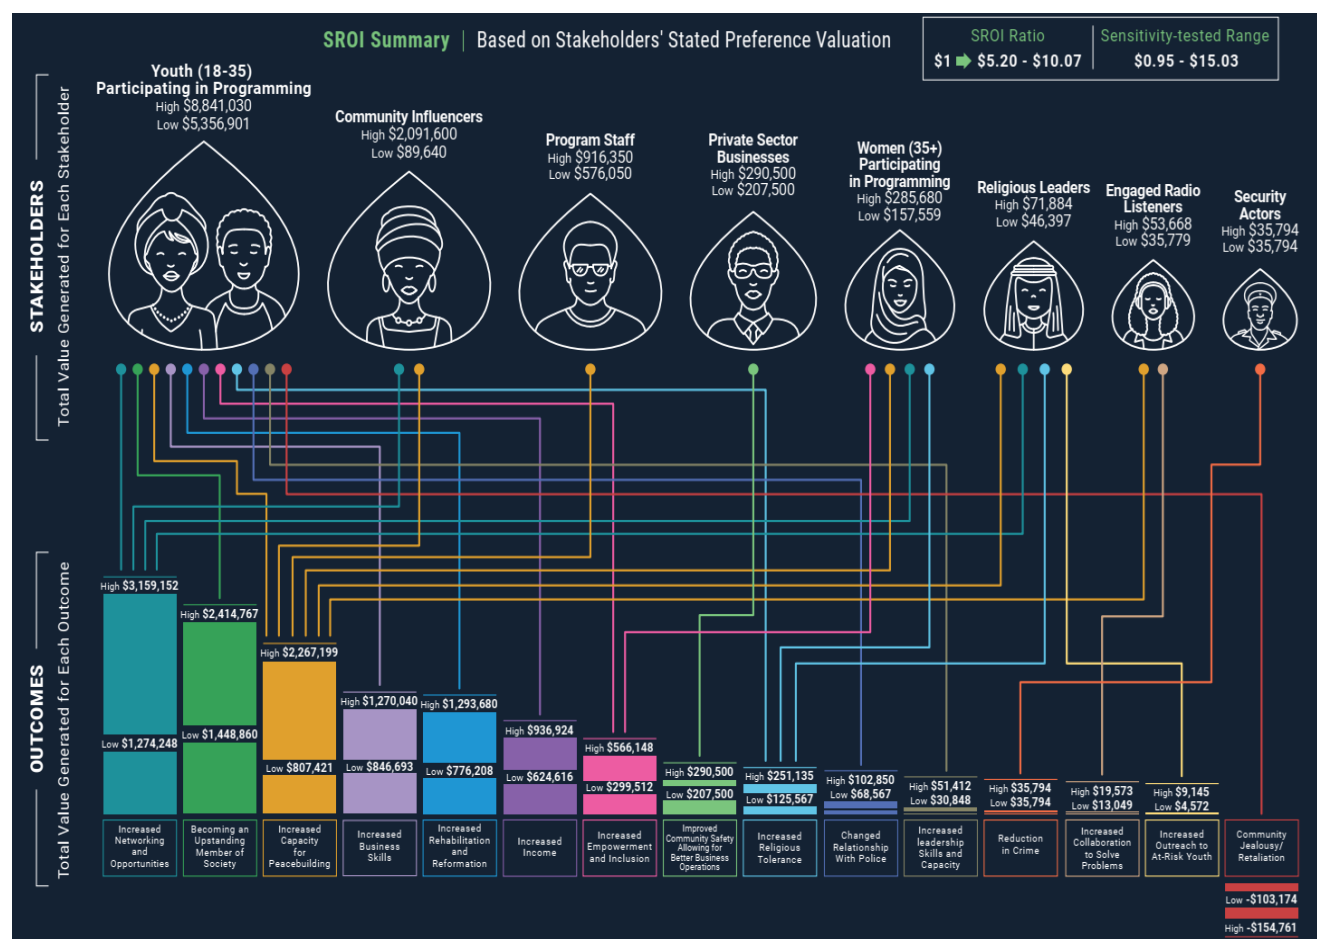 SROI Summary | Based on Stakeholders' Stated Preference Valuation
SROI Ratio
$1 $5.20 - $10.07
Sensitivity-tested Range
$0.95 - $15.03
STAKEHOLDERS
Total Value Generated for Each Stakeholder
Youth (18-35)
Participating in Programming
High $8,841,030
Low $5,356,901
Community Influencers
High $2,091,600
Low $89,640
Program Staff
High $916,350
Low $576,050
Private Sector
Businesses
High $290,500
Low $207,500
Women (35+)
Participating
in Programming
High $285,680
Low $157,559
Religious Leaders
High $71,884
Low $46,397
Engaged Radio
Listeners
High $53,668
Low $35,779
Security
Actors
High $35,794
Low $35,794
OUTCOMES
Total Value Generated for Each Outcome
High $3,159,152
Low $1,274,248
Increased
Networking
and
Opportunities
High $2,414,767
Low $1,448,860
Becoming an
Upstanding
Member of
Society
High $2,267,199
Low $807,421
Increased
Capacity
for
Peacebuilding
High $1,270,040
Low $846,693
Increased
Business
Skills
High $1,293,680
Low $776,208
Increased
Rehabilitation
and
Reformation
High $936,924
Low $624,616
Increased
Income
High $566,148
Low $299,512
Increased
Empowerment
and Inclusion
High $290,500
Low $207,500
Improved
Community Safety
Allowing for
Better Business
Operations
High $251,135
Low $125,567
Increased
Religious
Tolerance
High $102,850
Low $68,567
Changed
Relationship
With Police
High $51,412
Low $30,848
Increased
leadership
Skills and
Capacity
High $35,794
Low $35,794
Reduction
in Crime
High $19,573
Low $13,049
Increased
Collaboration
to Solve
Problems
High $9,145
Low $4,572
Increased
Outreach to
At-Risk Youth
Community
Jealousy/
Retaliation
Low -$103,174
High -$154,761